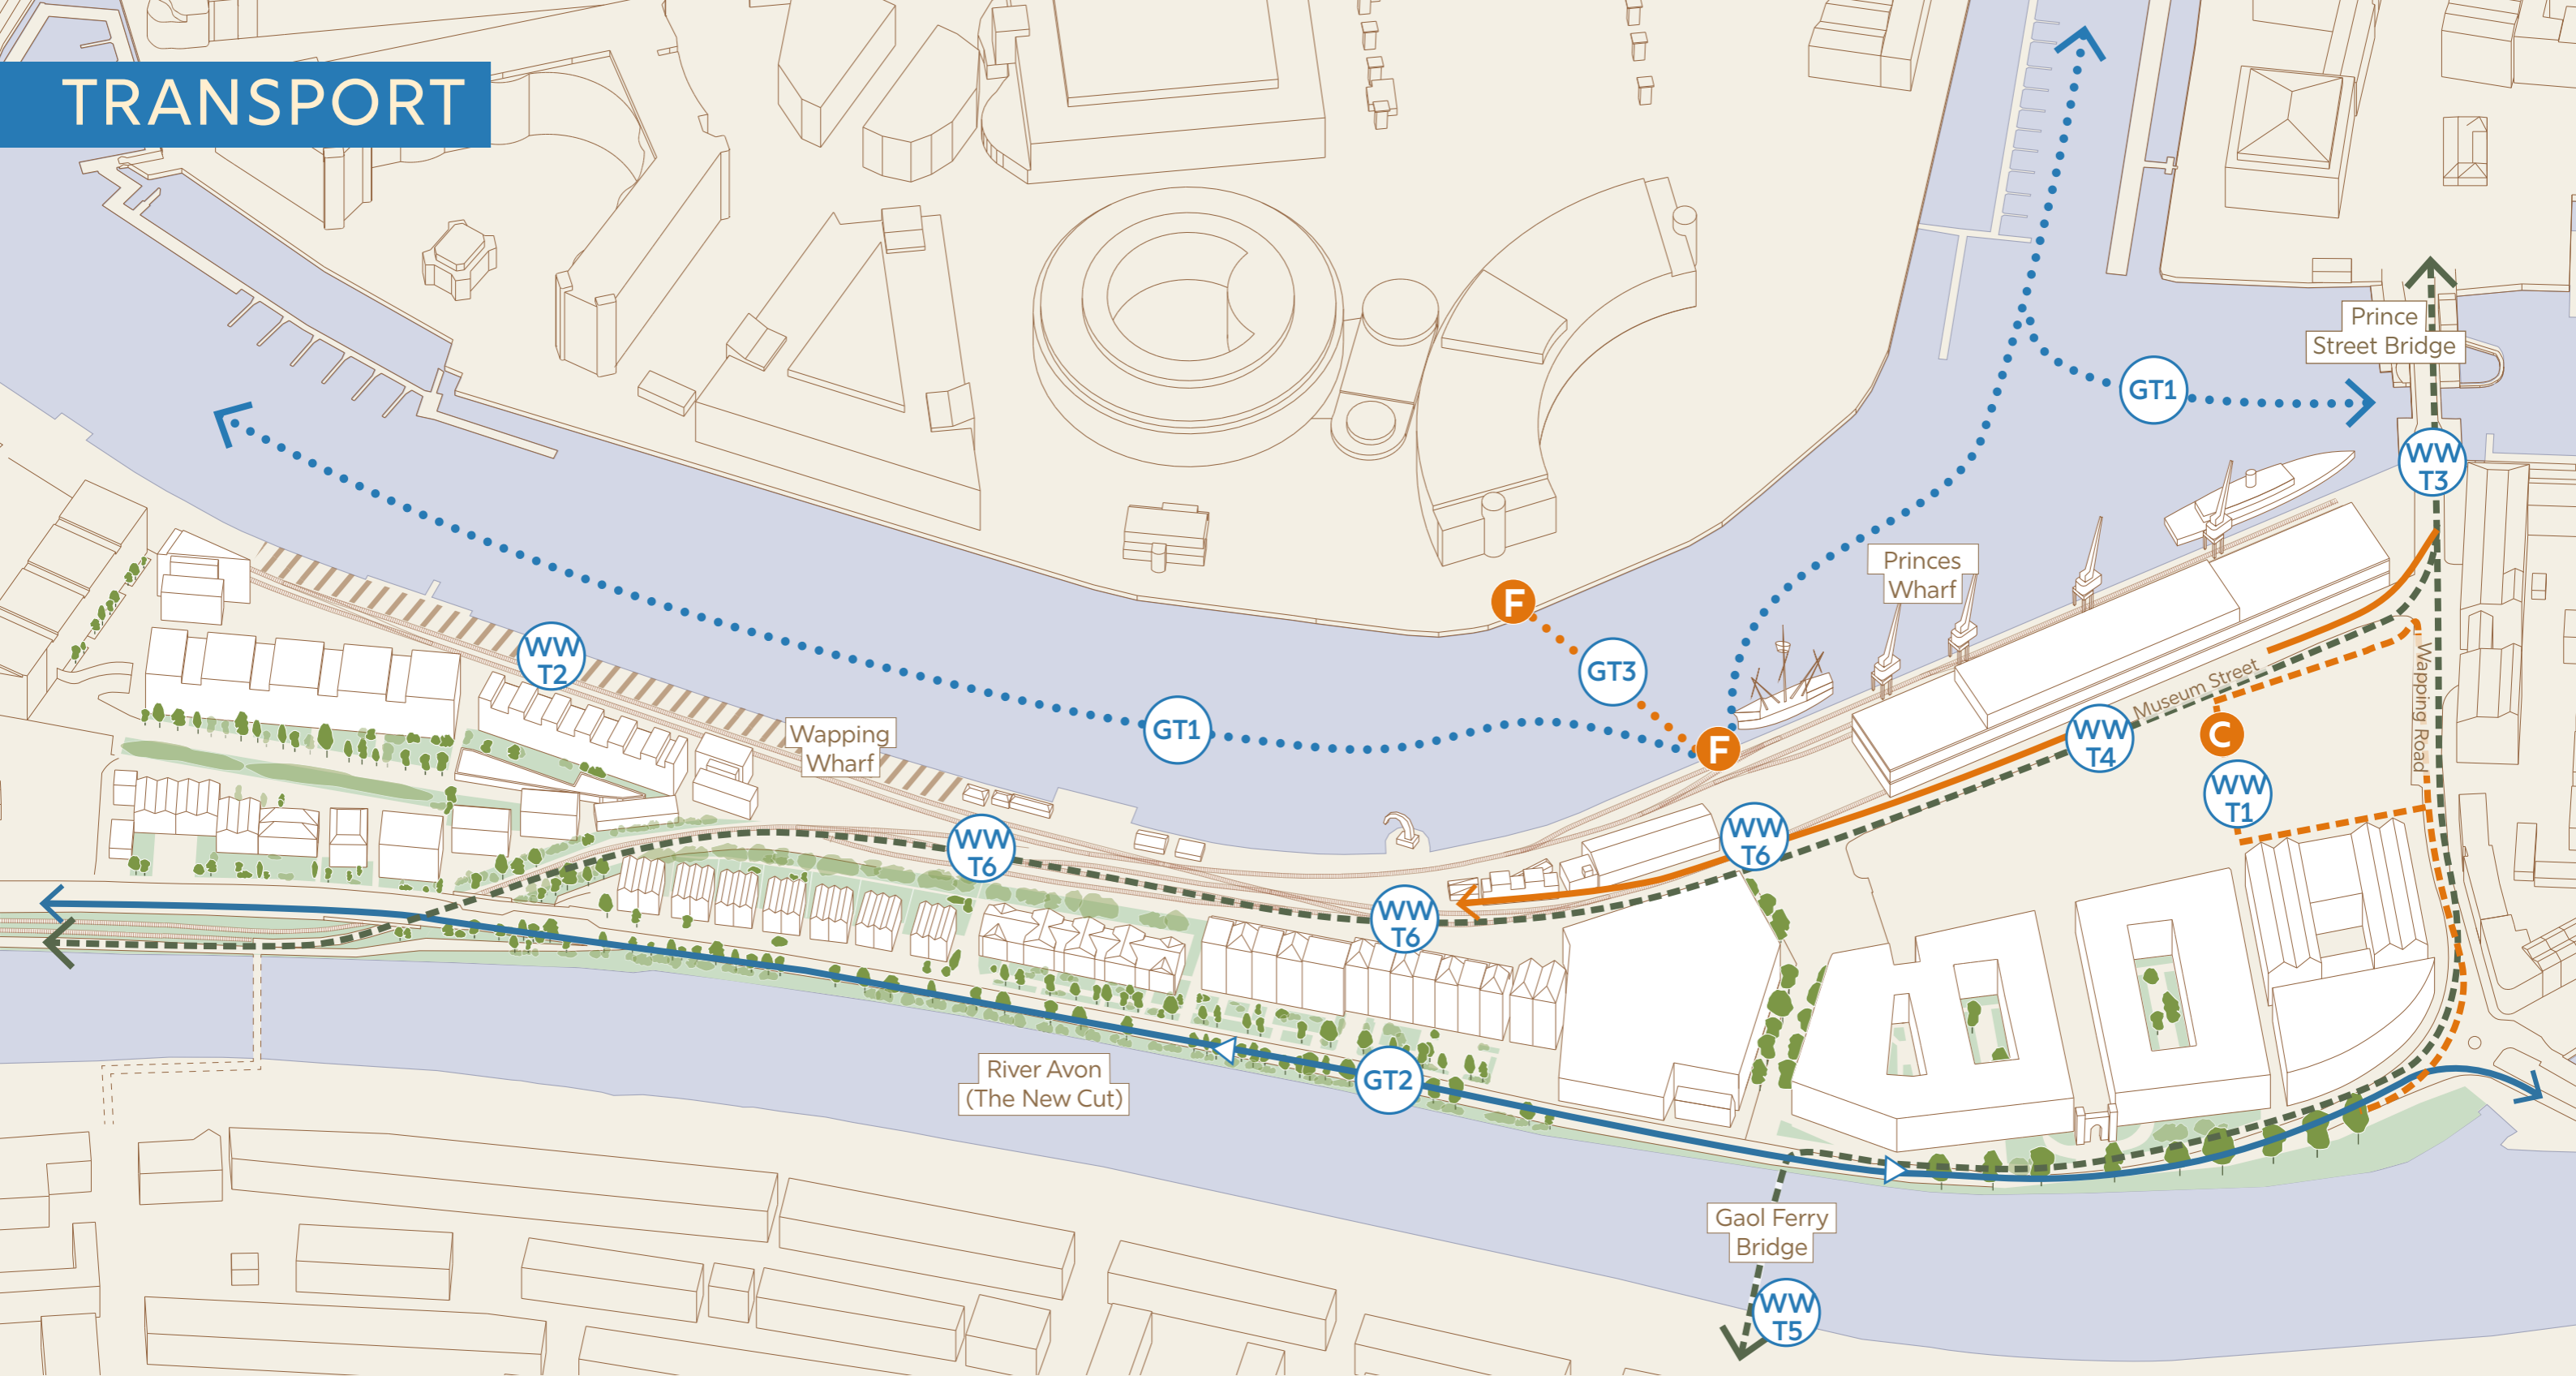 TRANSPORT
Prince
Street Bridge
GT1
WW
T3
Princes
Wharf
F
GT3
WW
T2
Wapping
Wharf
GT1
F
Museum Street
Wapping Road
WW
T4
C
WW
T1
WW
T6
WW
T6
WW
T6
River Avon
(The New Cut)
GT2
Gaol Ferry
Bridge
WW
T5